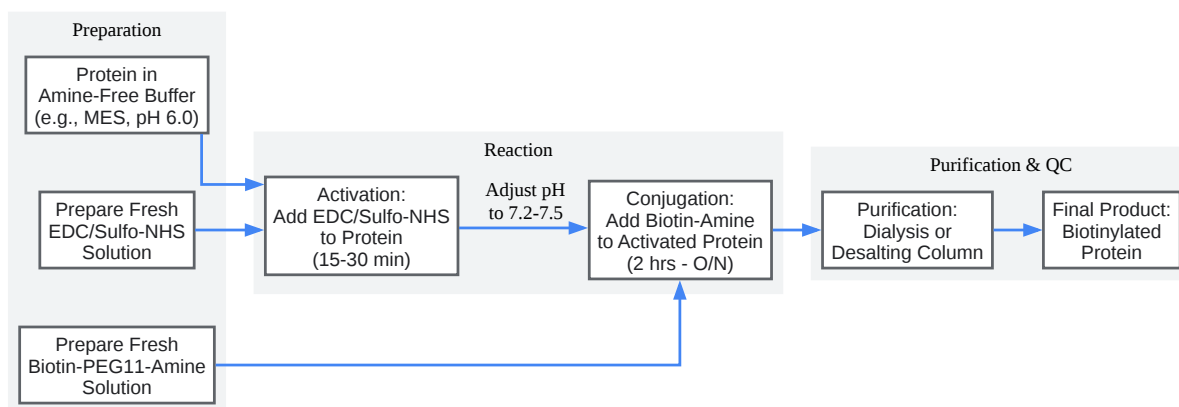 Preparation
Protein in
Amine-Free Buffer
(e.g., MES, pH 6.0)
Prepare Fresh
EDC/Sulfo-NHS
Solution
Prepare Fresh
Biotin-PEG11-Amine
Solution
Reaction
Activation:
Add EDC/Sulfo-NHS
to Protein
(15-30 min)
Adjust pH
to 7.2-7.5
Conjugation:
Add Biotin-Amine
to Activated Protein
(2 hrs - O/N)
Purification & QC
Purification:
Dialysis or
Desalting Column
Final Product:
Biotinylated
Protein